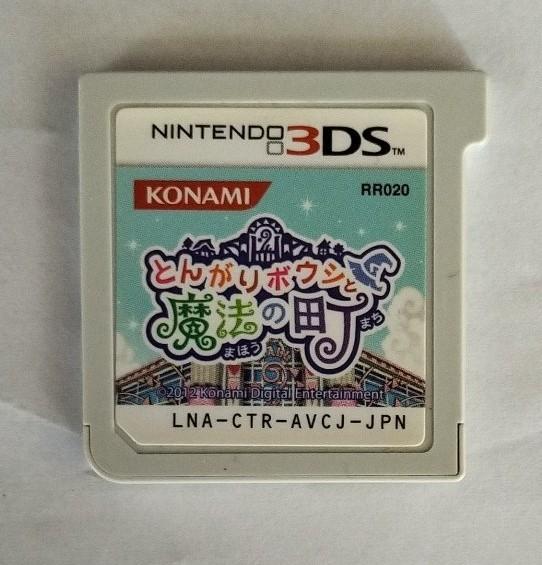 NINTENDO 3DS™
KONAMI
RR020
とんがりボウシと
魔法の町
まほう
まち
©2012 Konami Digital Entertainment
LNA-CTR-AVCJ-JPN